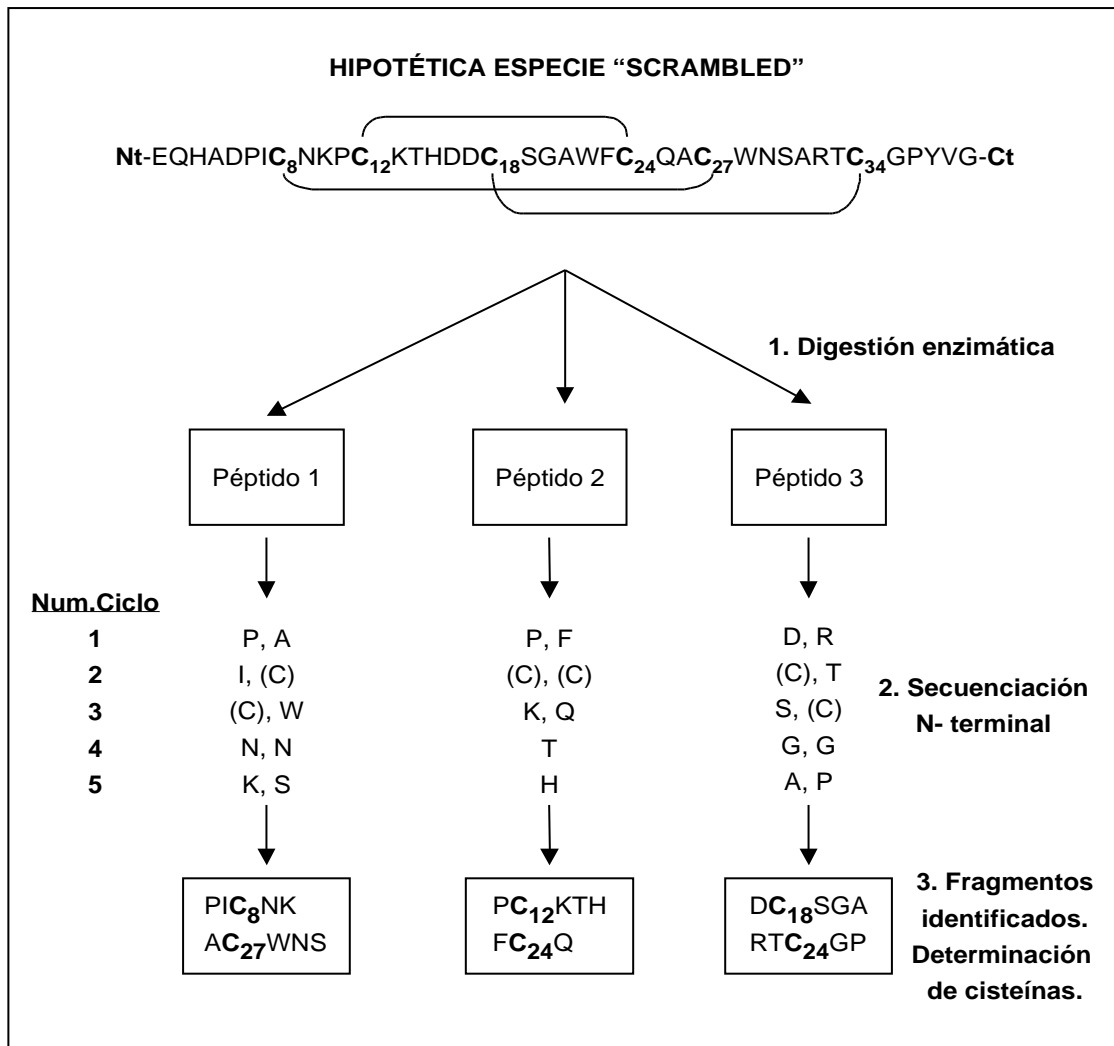 HIPOTÉTICA ESPECIE “SCRAMBLED”
Nt-EQHADPIC8NKPC12KTHDDC18SGAWFC24QAC27WNSARTC34GPYVG-Ct
1. Digestión enzimática
Péptido 1
Péptido 2
Péptido 3
Num.Ciclo
1 P, A P, F D, R
2 I, (C) (C), (C) (C), T
3 (C), W K, Q S, (C)
4 N, N T G, G
5 K, S H A, P
2. Secuenciación
N- terminal
PIC8NK
AC27WNS
PC12KTH
FC24Q
DC18SGA
RTC24GP
3. Fragmentos
identificados.
Determinación
de cisteínas.